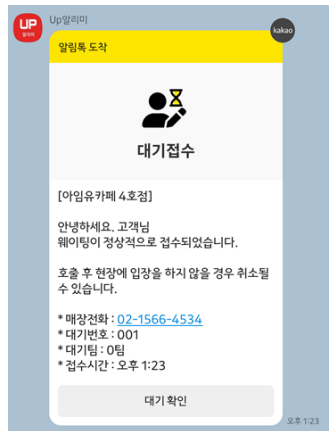 UP
알리미
Up알리미
kakao
알림톡 도착
대기접수
[아임유카페 4호점]
안녕하세요. 고객님
웨이팅이 정상적으로 접수되었습니다.
호출 후 현장에 입장을 하지 않을 경우 취소될
수 있습니다.
* 매장전화 : 02-1566-4534
* 대기번호 : 001
* 대기팀 : 0팀
* 접수시간 : 오후 1:23
대기 확인
오후 1:23